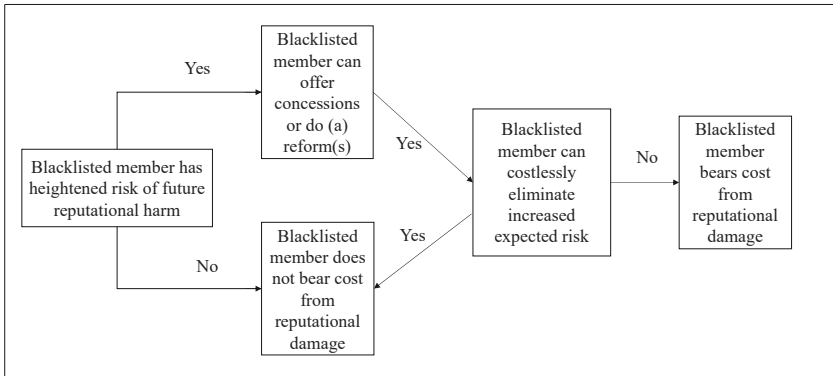 Blacklisted member has
heightened risk of future
reputational harm
Yes
No
Blacklisted
member can
offer
concessions
or do (a)
reform(s)
Blacklisted
member does
not bear cost
from
reputational
damage
Yes
Yes
Blacklisted
member can
costlessly
eliminate
increased
expected risk
No
Blacklisted
member
bears cost
from
reputational
damage